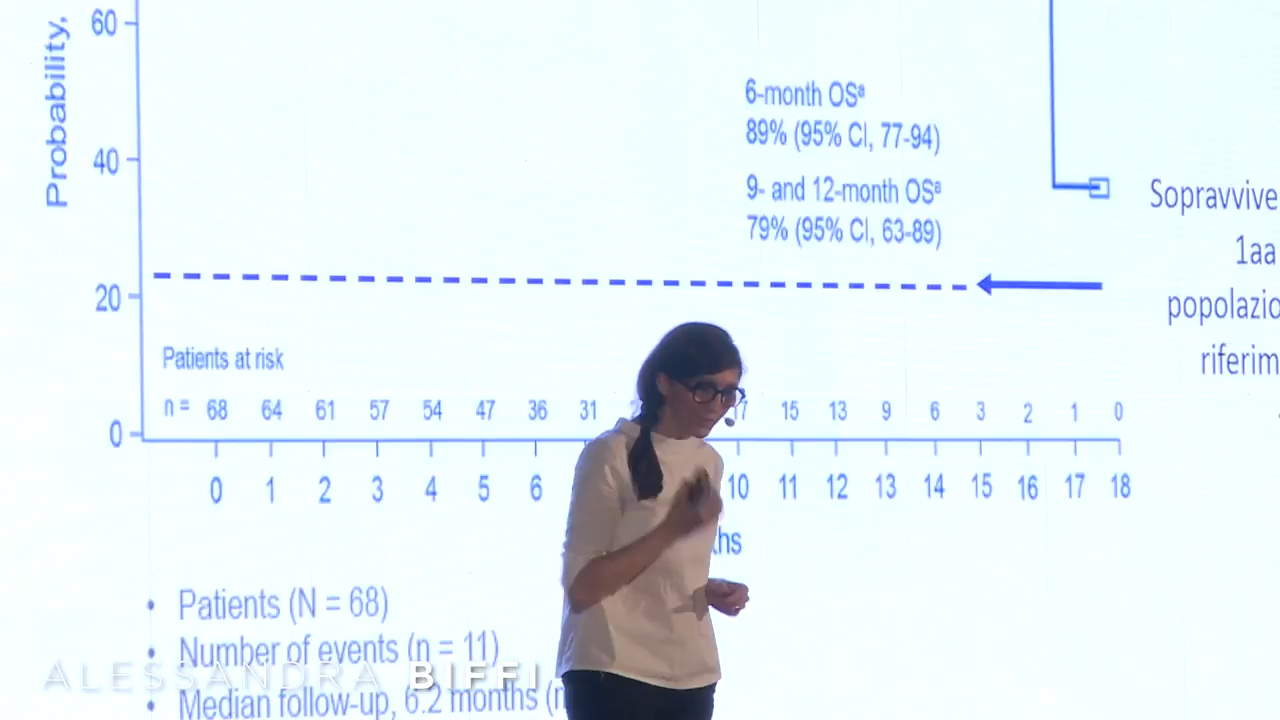 Probability,
60
40
20
0
6-month OSª
89% (95% CI, 77-94)
9- and 12-month OSª
79% (95% CI, 63-89)
Sopravvive
1aa
popolazio
riferim
Patients at risk
n = 68 64 61 57 54 47 36 31 17 15 13 9 6 3 2 1 0
0 1 2 3 4 5 6 10 11 12 13 14 15 16 17 18
ths
• Patients (N = 68)
• Number of events (n = 11)
• Median follow-up, 6.2 months (r
ALESSANDRA BIFFI